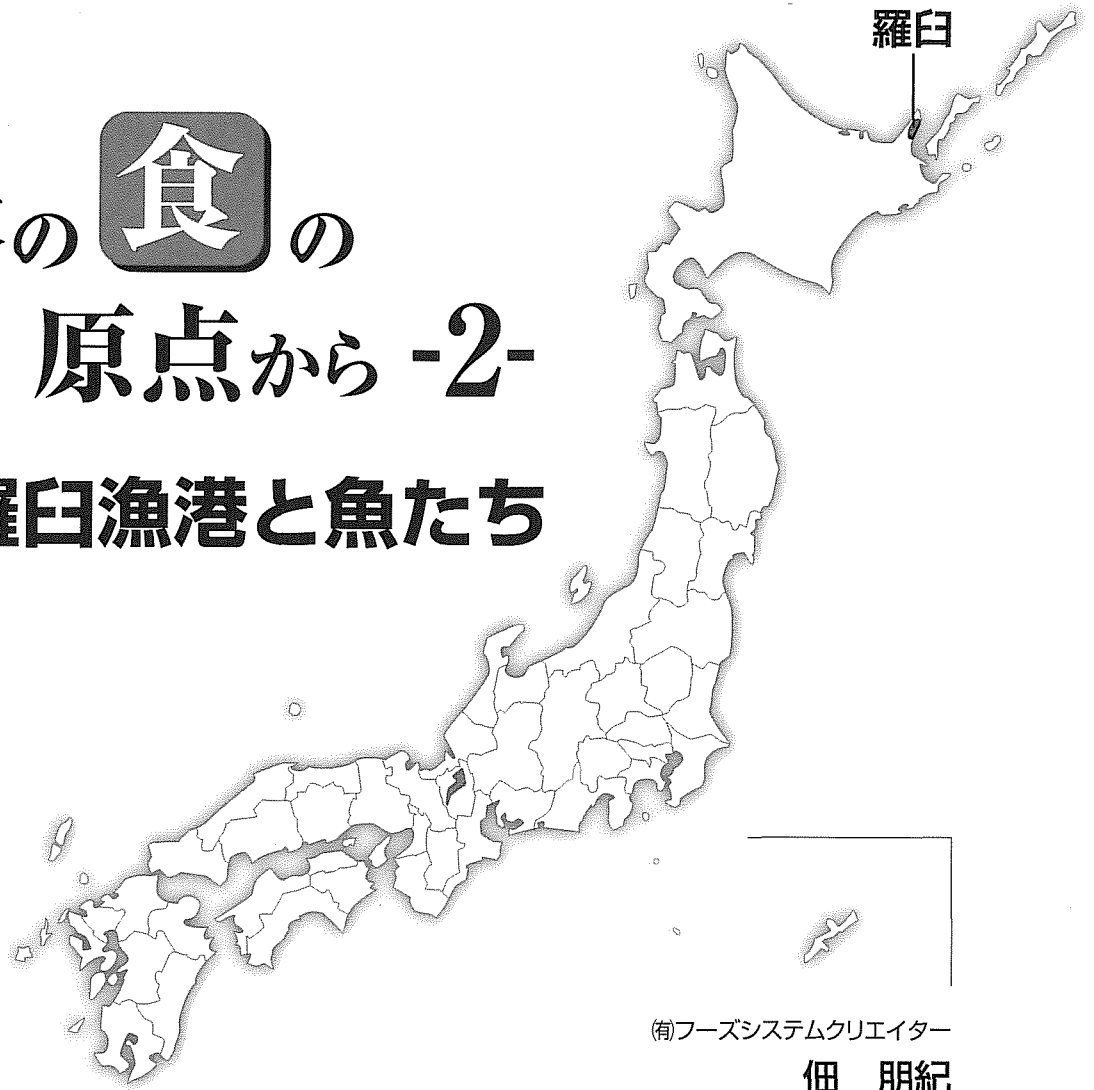 羅臼
の食の
原点から -2-
羅臼漁港と魚たち
㈲フーズシステムクリエイター
佃 朋紀